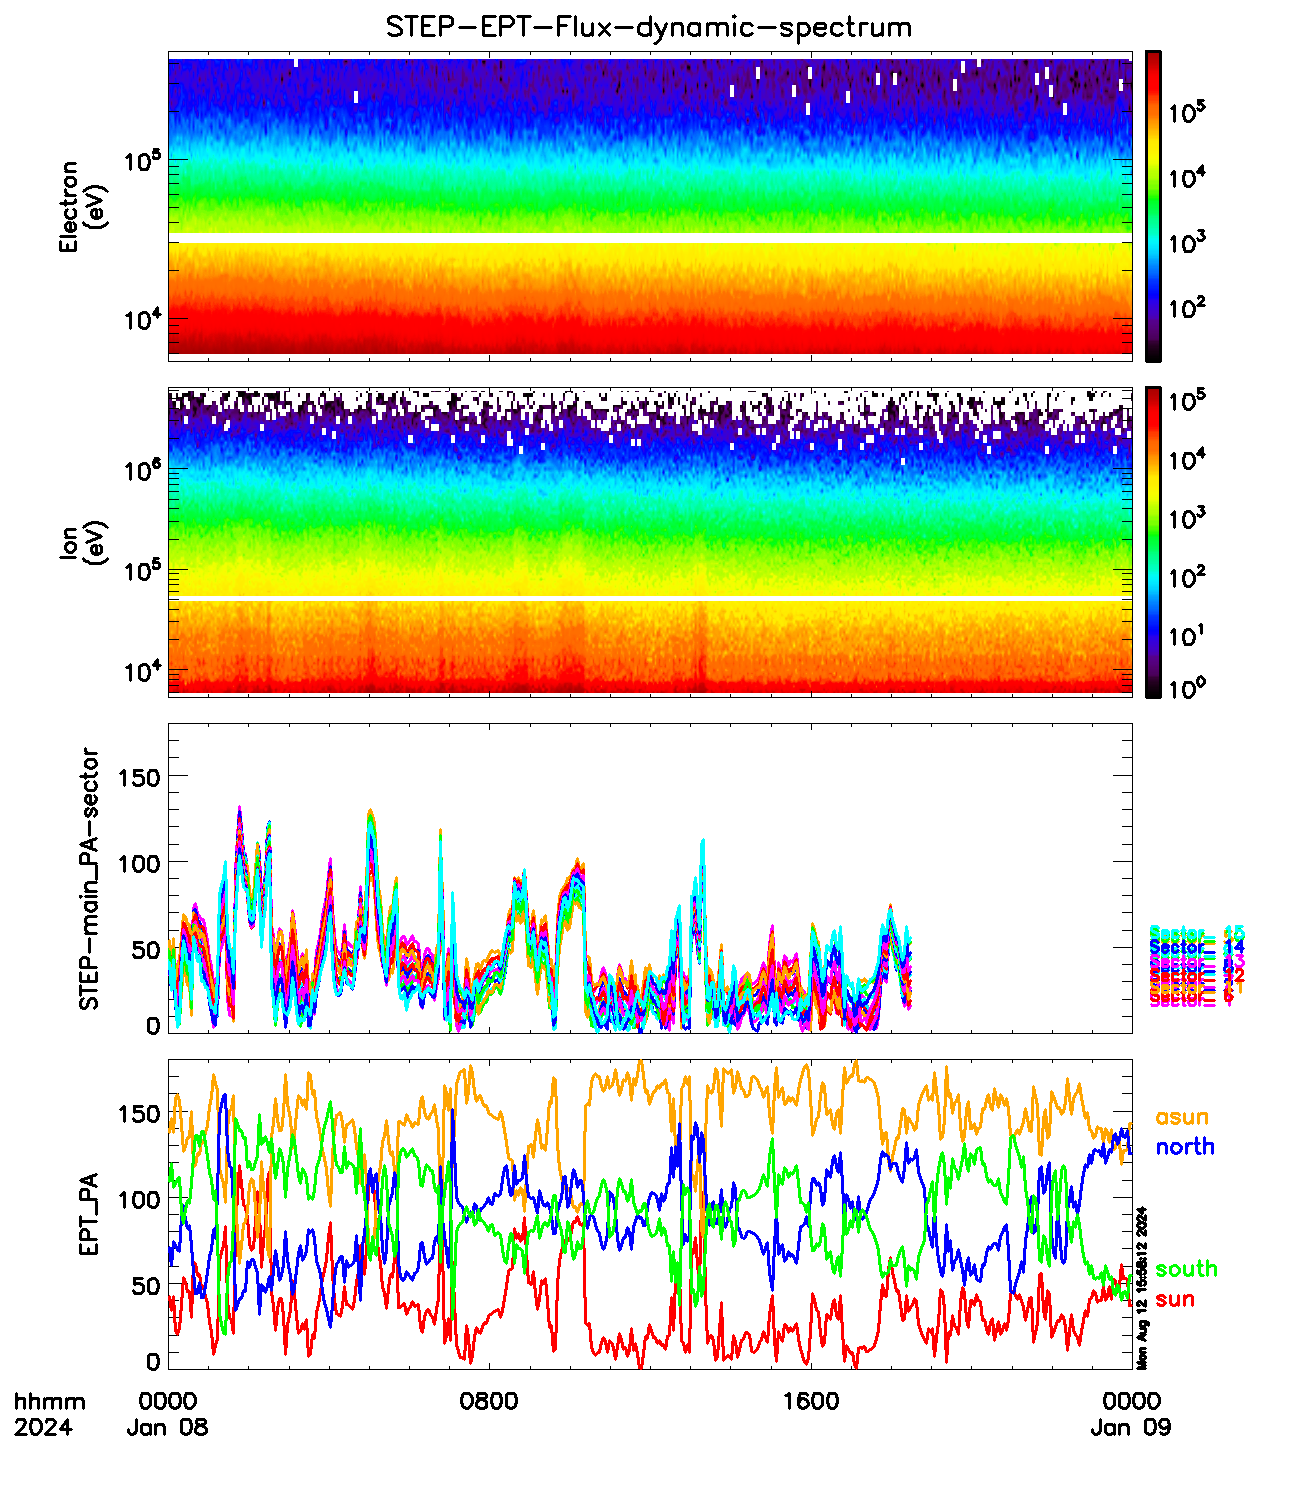 STEP-EPT-Flux-dynamic-spectrum
Electron
(eV)
10^5
10^4
10^5
10^4
10^3
10^2
Ion
(eV)
10^6
10^5
10^4
10^5
10^4
10^3
10^2
10^1
10^0
STEP-main_PA-sector
150
100
50
0
Sector_ 15
Sector_ 14
EPT_PA
150
100
50
0
asun
north
south
sun
Mon Aug 12 15:58:12 2024
hhmm
2024
0000
Jan 08
0800
1600
0000
Jan 09